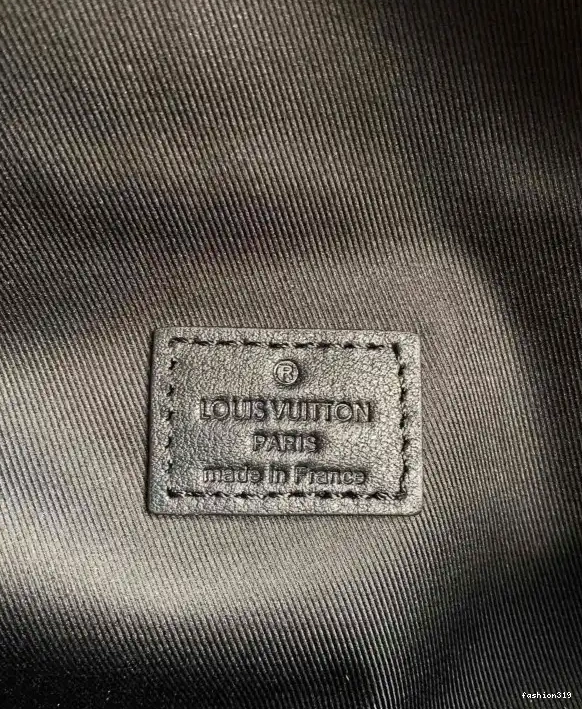 ®
LOUIS VUITTON
PARIS
made in France
fashion319